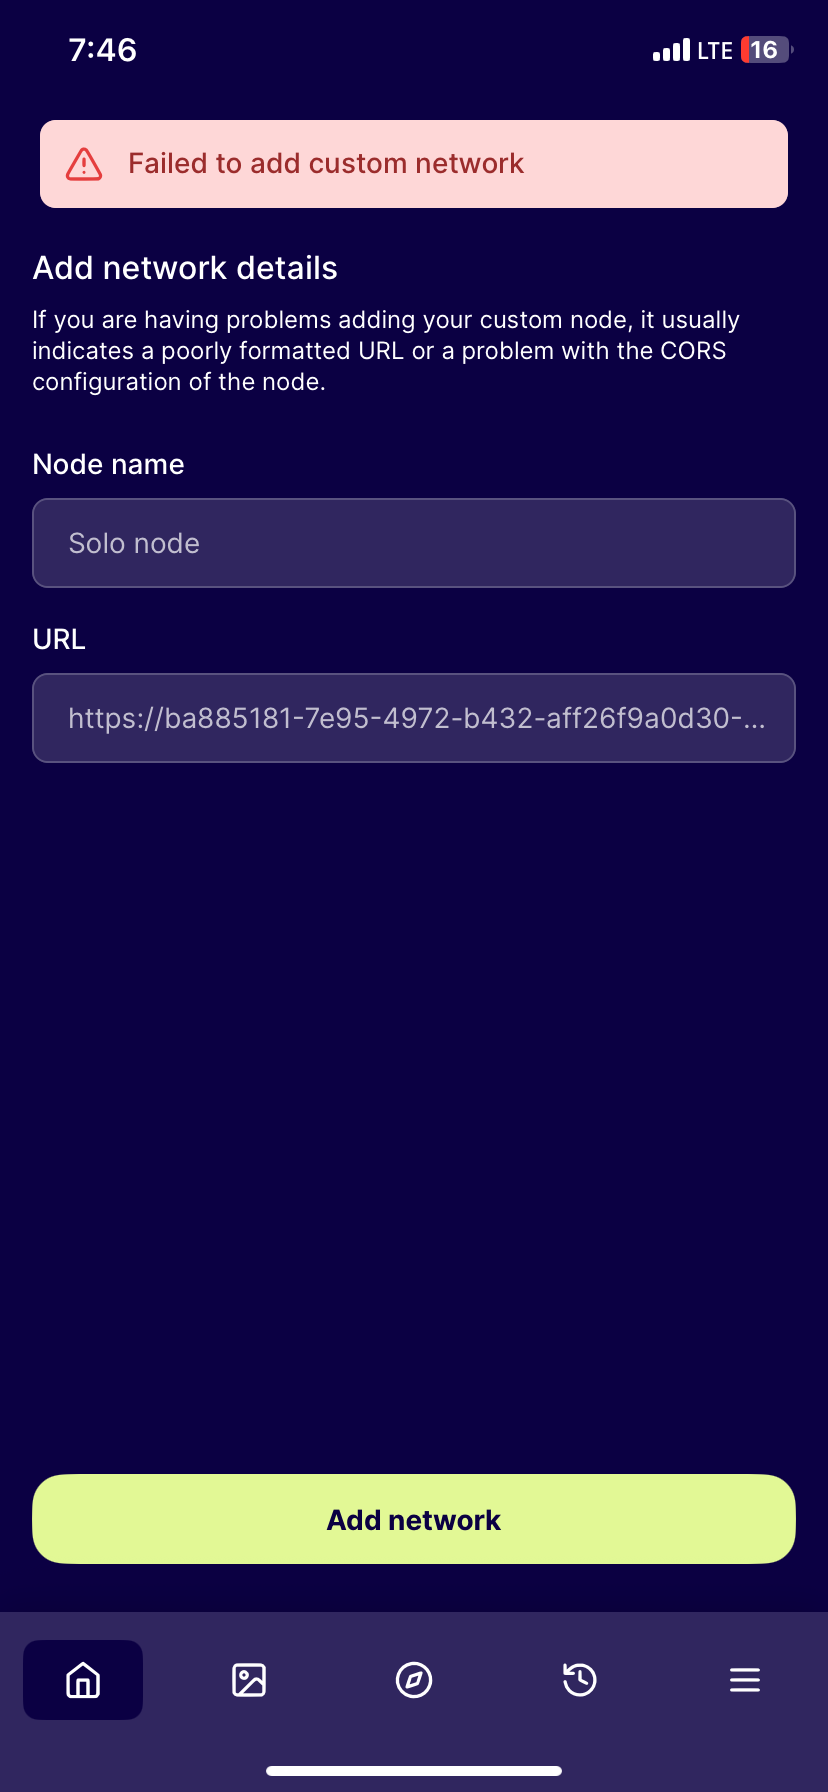 7:46
LTE 16
Failed to add custom network
Add network details
If you are having problems adding your custom node, it usually
indicates a poorly formatted URL or a problem with the CORS
configuration of the node.
Node name
Solo node
URL
https://ba885181-7e95-4972-b432-aff26f9a0d30-...
Add network